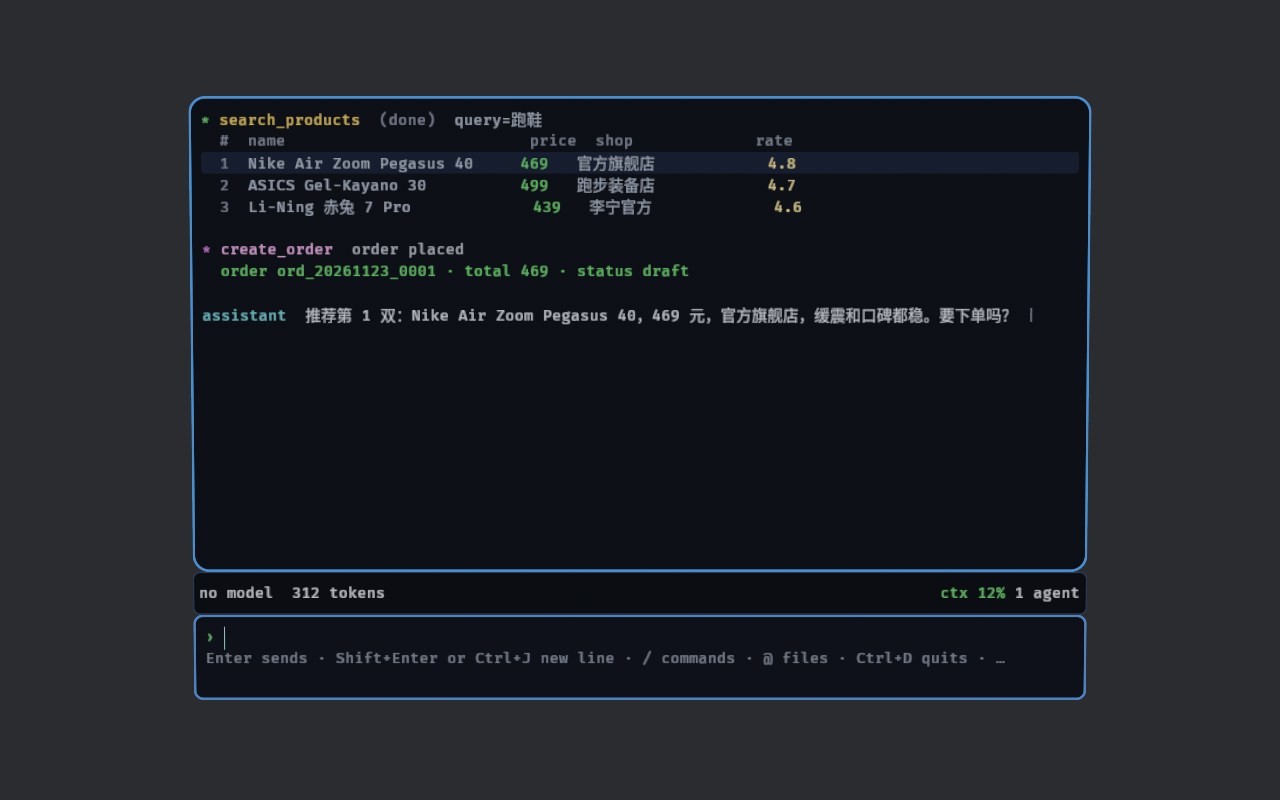 * search_products (done) query=跑鞋
# name price shop rate
1 Nike Air Zoom Pegasus 40 469 官方旗舰店 4.8
2 ASICS Gel-Kayano 30 499 跑步装备店 4.7
3 Li-Ning 赤兔 7 Pro 439 李宁官方 4.6
* create_order order placed
order ord_20261123_0001 · total 469 · status draft
assistant 推荐第 1 双：Nike Air Zoom Pegasus 40，469 元，官方旗舰店，缓震和口碑都稳。要下单吗？
no model 312 tokens ctx 12% 1 agent
›
Enter sends · Shift+Enter or Ctrl+J new line · / commands · @ files · Ctrl+D quits · …